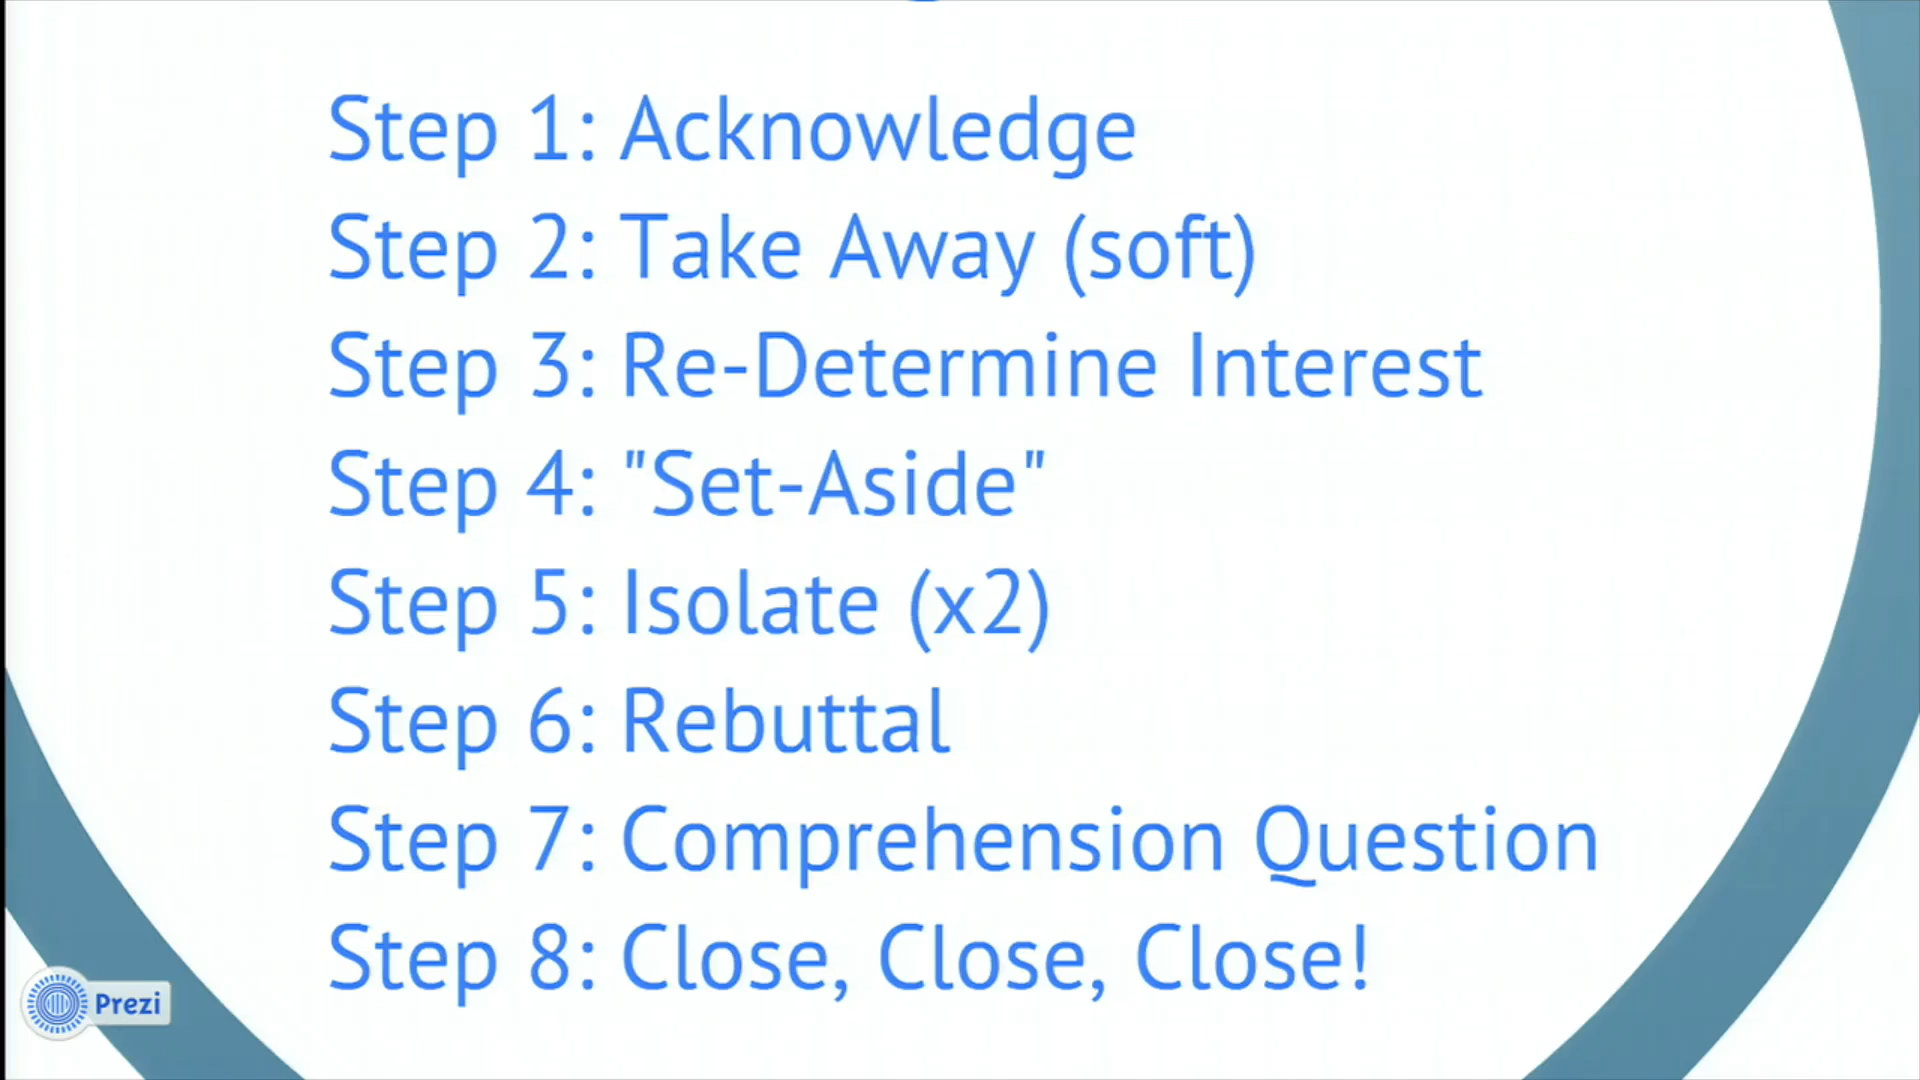 Step 1: Acknowledge
Step 2: Take Away (soft)
Step 3: Re-Determine Interest
Step 4: "Set-Aside"
Step 5: Isolate (x2)
Step 6: Rebuttal
Step 7: Comprehension Question
Step 8: Close, Close, Close!
Prezi